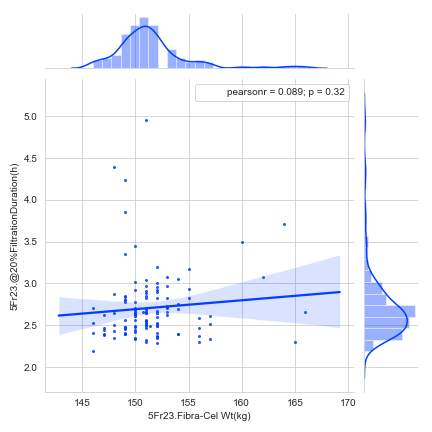 pearsonr = 0.089; p = 0.32
5.0
4.5
4.0
3.5
3.0
2.5
2.0
5Fr23.@20%FiltrationDuration(h)
145 150 155 160 165 170
5Fr23.Fibra-Cel Wt(kg)